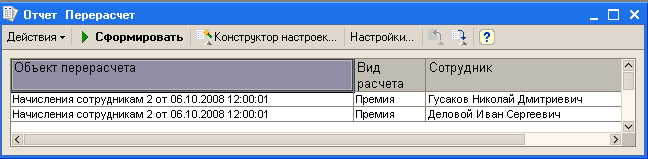 Отчет Перерасчет
Действия Сформировать Конструктор настроек... Настройки... ?
Объект перерасчета Вид расчета Сотрудник
Начисления сотрудникам 2 от 06.10.2008 12:00:01 Премия Гусаков Николай Дмитриевич
Начисления сотрудникам 2 от 06.10.2008 12:00:01 Премия Деловой Иван Сергеевич